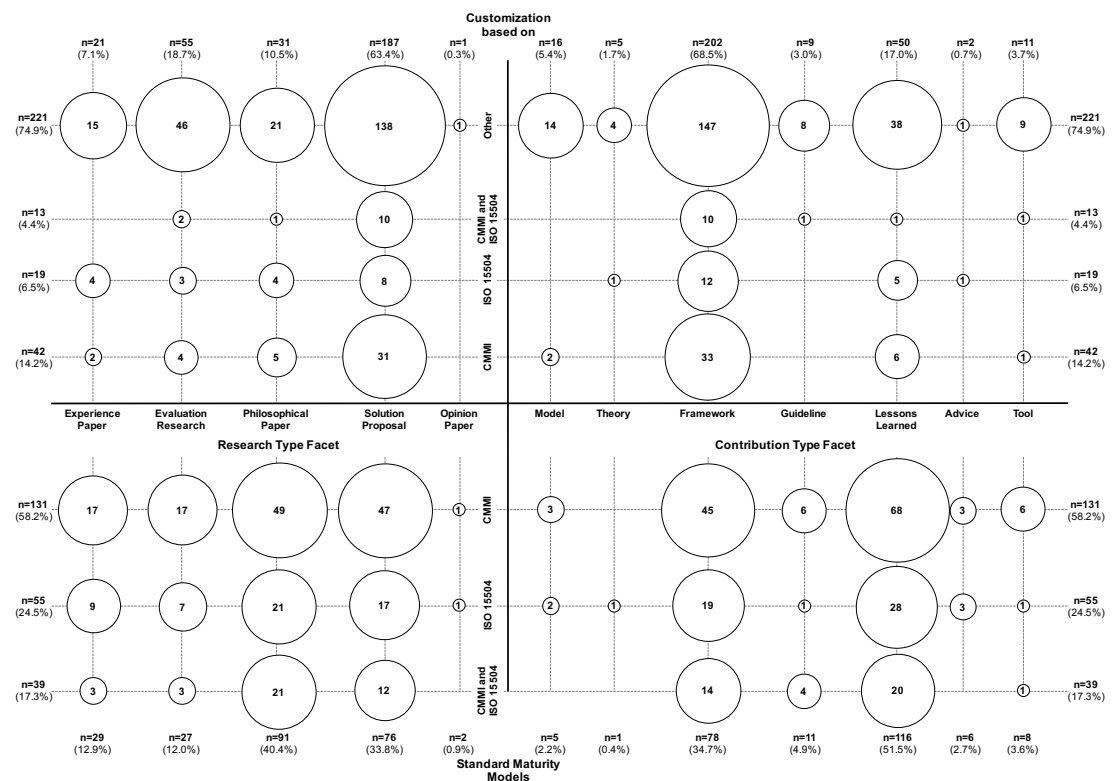 Customization
based on
n=21 n=55 n=31 n=187 n=1 n=16 n=5 n=202 n=9 n=50 n=2 n=11
(7.1%) (18.7%) (10.5%) (63.4%) (0.3%) (5.4%) (1.7%) (68.5%) (3.0%) (17.0%) (0.7%) (3.7%)
n=221 15 46 21 138 1 Other 14 4 147 8 38 1 9 n=221
(74.9%) (74.9%)
n=13 2 1 10 CMMI and 10 1 1 1 n=13
(4.4%) ISO 15504 (4.4%)
n=19 4 3 4 8 ISO 15504 1 12 5 1 n=19
(6.5%) (6.5%)
n=42 2 4 5 31 CMMI 2 33 6 1 n=42
(14.2%) (14.2%)
Experience Evaluation Philosophical Solution Opinion Model Theory Framework Guideline Lessons Advice Tool
Paper Research Paper Proposal Paper Learned
Research Type Facet Contribution Type Facet
n=131 17 17 49 47 1 CMMI 3 45 6 68 3 6 n=131
(58.2%) (58.2%)
n=55 9 7 21 17 1 ISO 15504 2 1 19 1 28 3 1 n=55
(24.5%) (24.5%)
n=39 3 3 21 12 CMMI and 14 4 20 1 n=39
(17.3%) ISO 15504 (17.3%)
n=29 n=27 n=91 n=76 n=2 n=5 n=1 n=78 n=11 n=116 n=6 n=8
(12.9%) (12.0%) (40.4%) (33.8%) (0.9%) (2.2%) (0.4%) (34.7%) (4.9%) (51.5%) (2.7%) (3.6%)
Standard Maturity
Models